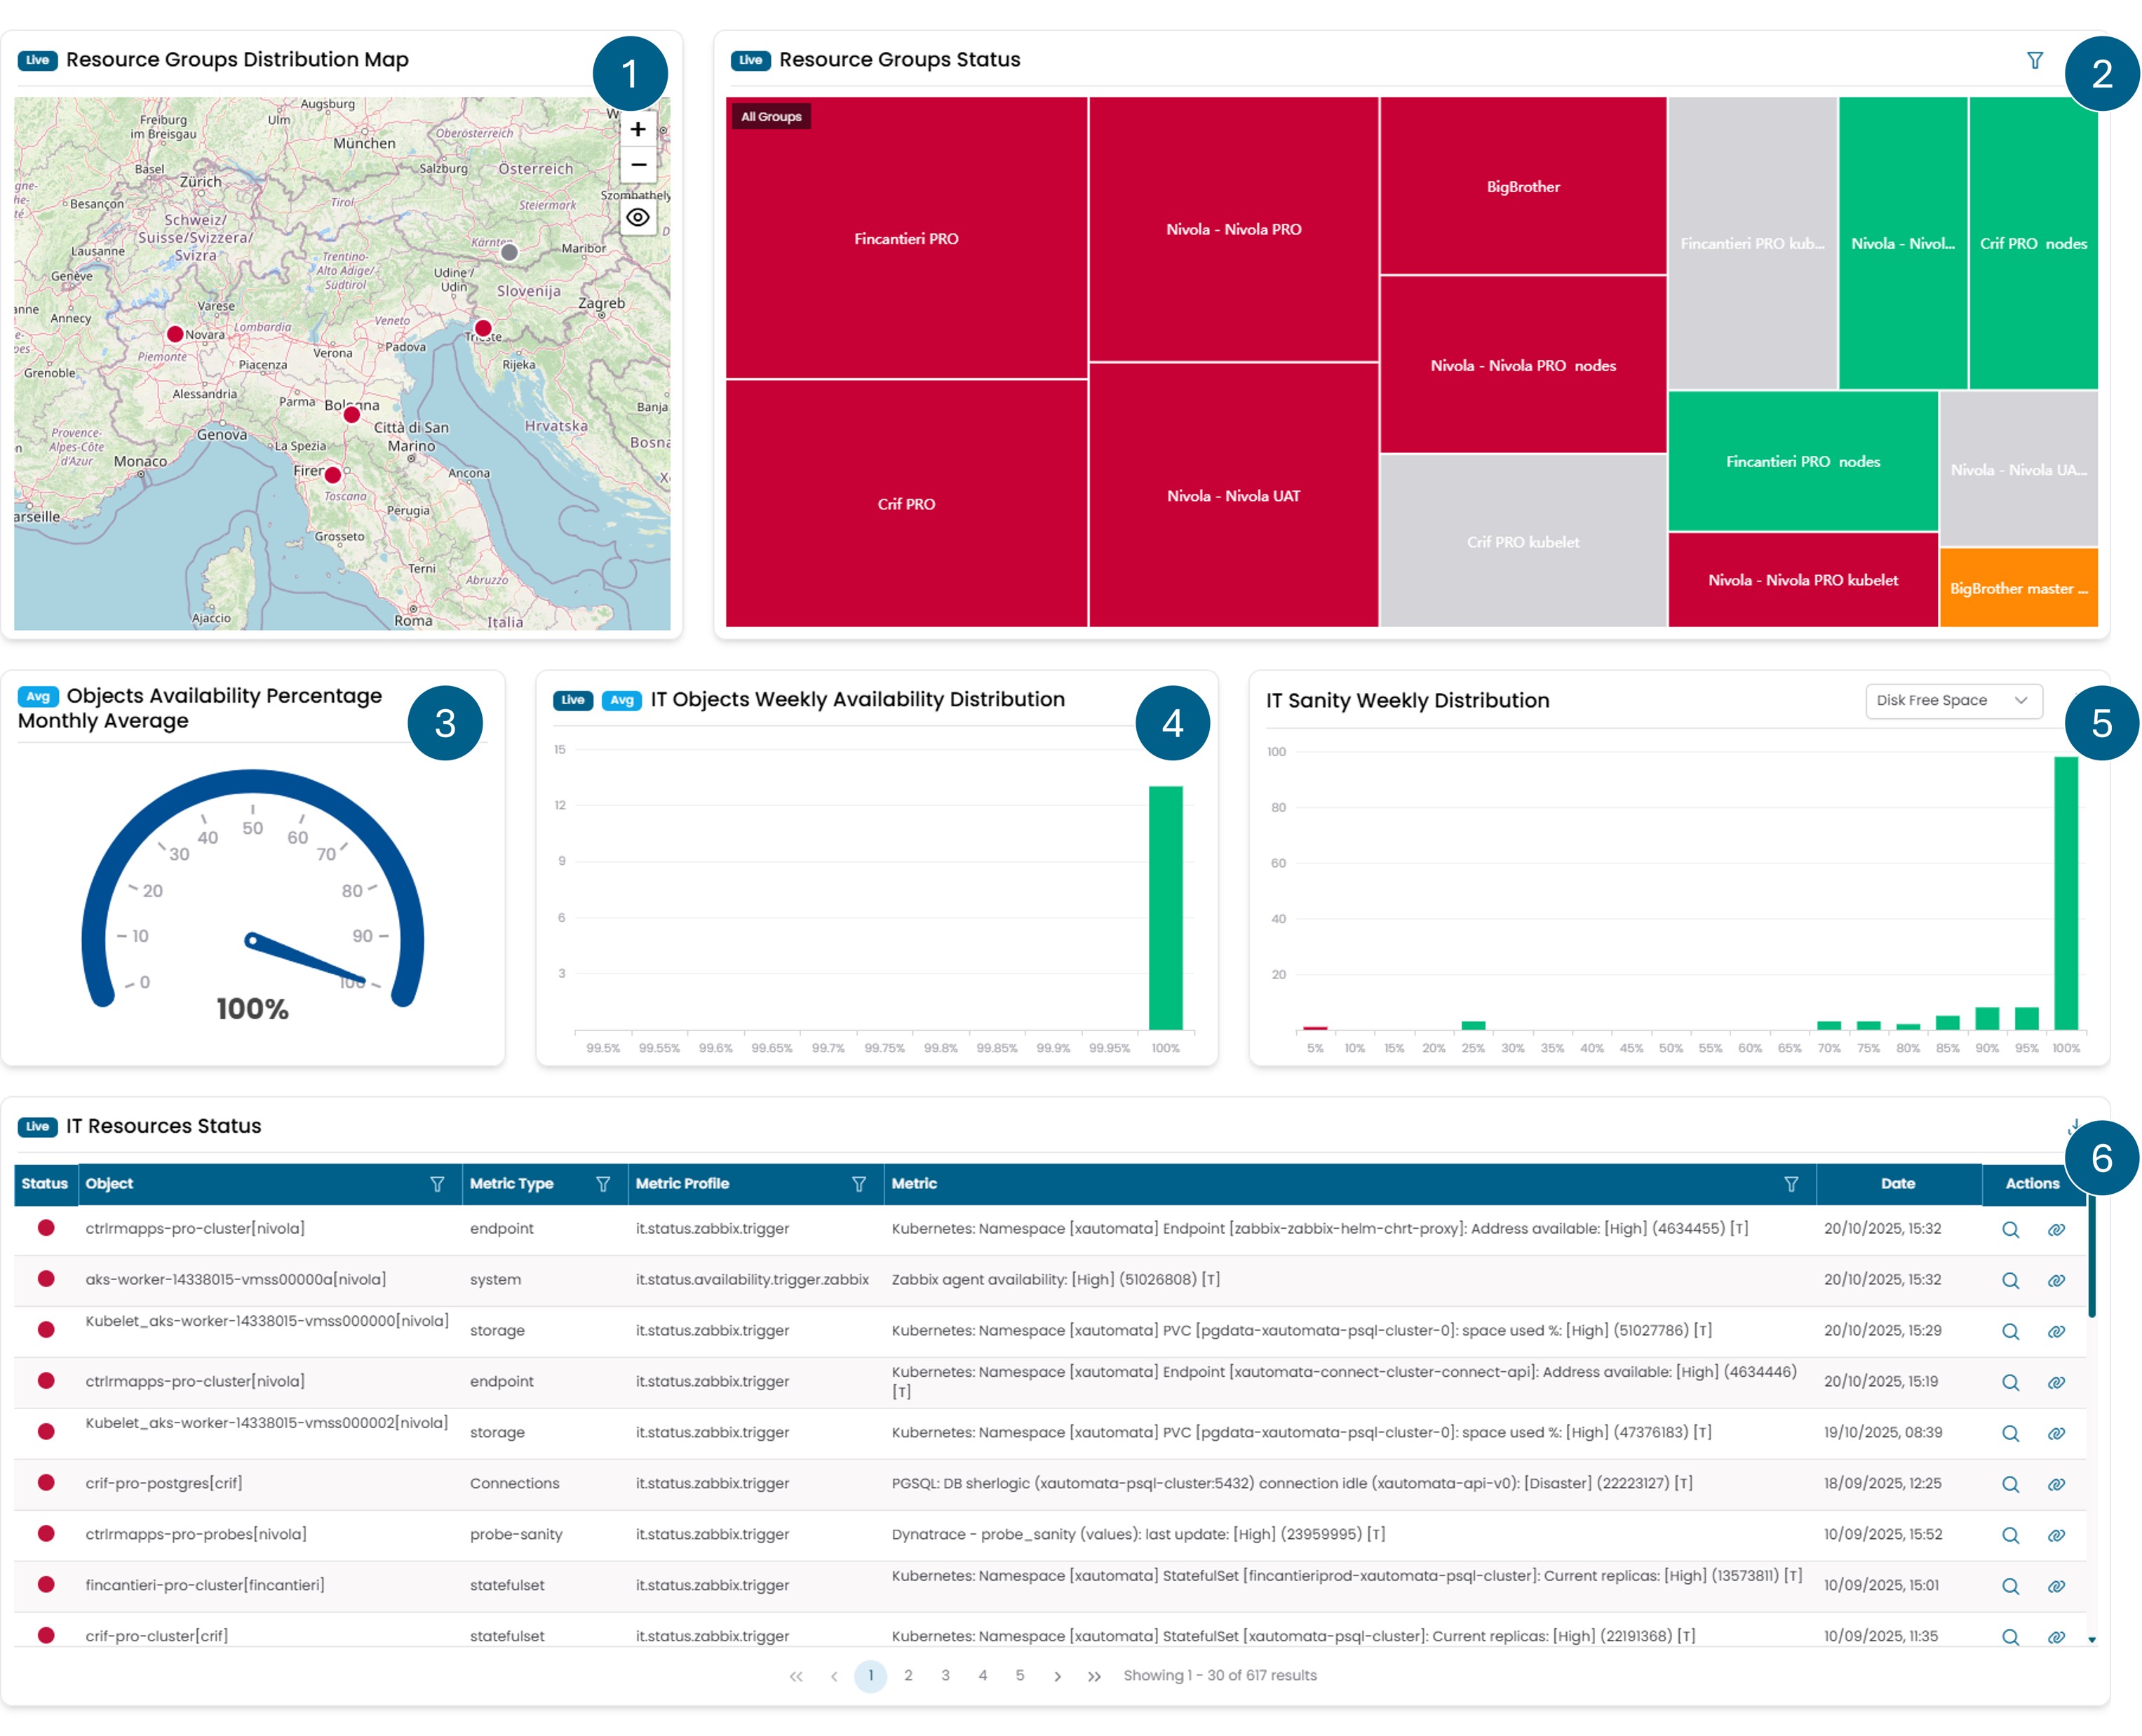 Live Resource Groups Distribution Map
1
Augsburg
Freiburg
im Breisgau
Ulm
W
Oberösterreich
München
Basel
Salzburg
Österreich
Zürich
Besançon
Tirol
Szombathely
Steiermark
Schweiz/
Suisse/Svizzera/
Svizra
Lausanne
Kärnten
Maribor
Trentino-
Alto Adige/
Südtirol
Genève
Udine/
Udin
Slovenija
Zagreb
Annecy
Varese
Lombardia
Veneto
Novara
Trieste
Padova
Piemonte
Verona
Piacenza
Rijeka
Grenoble
Alessandria
Parma
Bologna
Banja
Genova
Città di San
Marino
Hrvatska
Provence-
Alpes-Côte
d'Azur
La Spezia
Bosna
Monaco
Ancona
Toscana
arseille
Perugia
Grosseto
Terni
Abruzzo
Ajaccio
Roma
Italia
+
−
Live Resource Groups Status
2
All Groups
Fincantieri PRO
Nivola - Nivola PRO
BigBrother
Fincantieri PRO kub...
Nivola - Nivol...
Crif PRO nodes
Nivola - Nivola PRO nodes
Fincantieri PRO nodes
Nivola - Nivola UA...
Crif PRO
Nivola - Nivola UAT
Crif PRO kubelet
Nivola - Nivola PRO kubelet
BigBrother master ...
Avg Objects Availability Percentage
Monthly Average
3
0
10
20
30
40
50
60
70
80
90
100
100%
Live Avg IT Objects Weekly Availability Distribution
4
15
12
9
6
3
99.5% 99.55% 99.6% 99.65% 99.7% 99.75% 99.8% 99.85% 99.9% 99.95% 100%
IT Sanity Weekly Distribution
Disk Free Space
5
100
80
60
40
20
5% 10% 15% 20% 25% 30% 35% 40% 45% 50% 55% 60% 65% 70% 75% 80% 85% 90% 95% 100%
Live IT Resources Status
6
Status Object Metric Type Metric Profile Metric Date Actions
ctrlrmapps-pro-cluster[nivola] endpoint it.status.zabbix.trigger Kubernetes: Namespace [xautomata] Endpoint [zabbix-zabbix-helm-chrt-proxy]: Address available: [High] (4634455) [T] 20/10/2025, 15:32
aks-worker-14338015-vmss00000a[nivola] system it.status.availability.trigger.zabbix Zabbix agent availability: [High] (51026808) [T] 20/10/2025, 15:32
Kubelet_aks-worker-14338015-vmss000000[nivola] storage it.status.zabbix.trigger Kubernetes: Namespace [xautomata] PVC [pgdata-xautomata-psql-cluster-0]: space used %: [High] (51027786) [T] 20/10/2025, 15:29
ctrlrmapps-pro-cluster[nivola] endpoint it.status.zabbix.trigger Kubernetes: Namespace [xautomata] Endpoint [xautomata-connect-cluster-connect-api]: Address available: [High] (4634446) 20/10/2025, 15:19
[T]
Kubelet_aks-worker-14338015-vmss000002[nivola] storage it.status.zabbix.trigger Kubernetes: Namespace [xautomata] PVC [pgdata-xautomata-psql-cluster-0]: space used %: [High] (47376183) [T] 19/10/2025, 08:39
crif-pro-postgres[crif] Connections it.status.zabbix.trigger PGSQL: DB sherlogic (xautomata-psql-cluster:5432) connection idle (xautomata-api-v0): [Disaster] (22223127) [T] 18/09/2025, 12:25
ctrlrmapps-pro-probes[nivola] probe-sanity it.status.zabbix.trigger Dynatrace - probe_sanity (values): last update: [High] (23959995) [T] 10/09/2025, 15:52
fincantieri-pro-cluster[fincantieri] statefulset it.status.zabbix.trigger Kubernetes: Namespace [xautomata] StatefulSet [fincantieriprod-xautomata-psql-cluster]: Current replicas: [High] (13573811) [T] 10/09/2025, 15:01
crif-pro-cluster[crif] statefulset it.status.zabbix.trigger Kubernetes: Namespace [xautomata] StatefulSet [xautomata-psql-cluster]: Current replicas: [High] (22191368) [T] 10/09/2025, 11:35
« ‹ 1 2 3 4 5 › » Showing 1 - 30 of 617 results